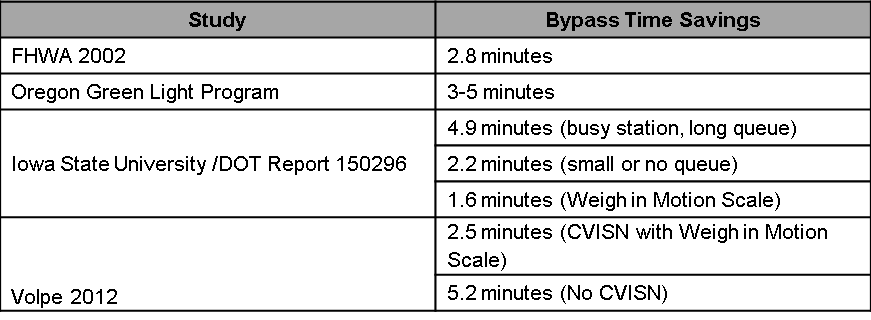 Study Bypass Time Savings
FHWA 2002 2.8 minutes
Oregon Green Light Program 3-5 minutes
Iowa State University /DOT Report 150296
4.9 minutes (busy station, long queue)
2.2 minutes (small or no queue)
1.6 minutes (Weigh in Motion Scale)
Volpe 2012
2.5 minutes (CVISN with Weigh in Motion
Scale)
5.2 minutes (No CVISN)